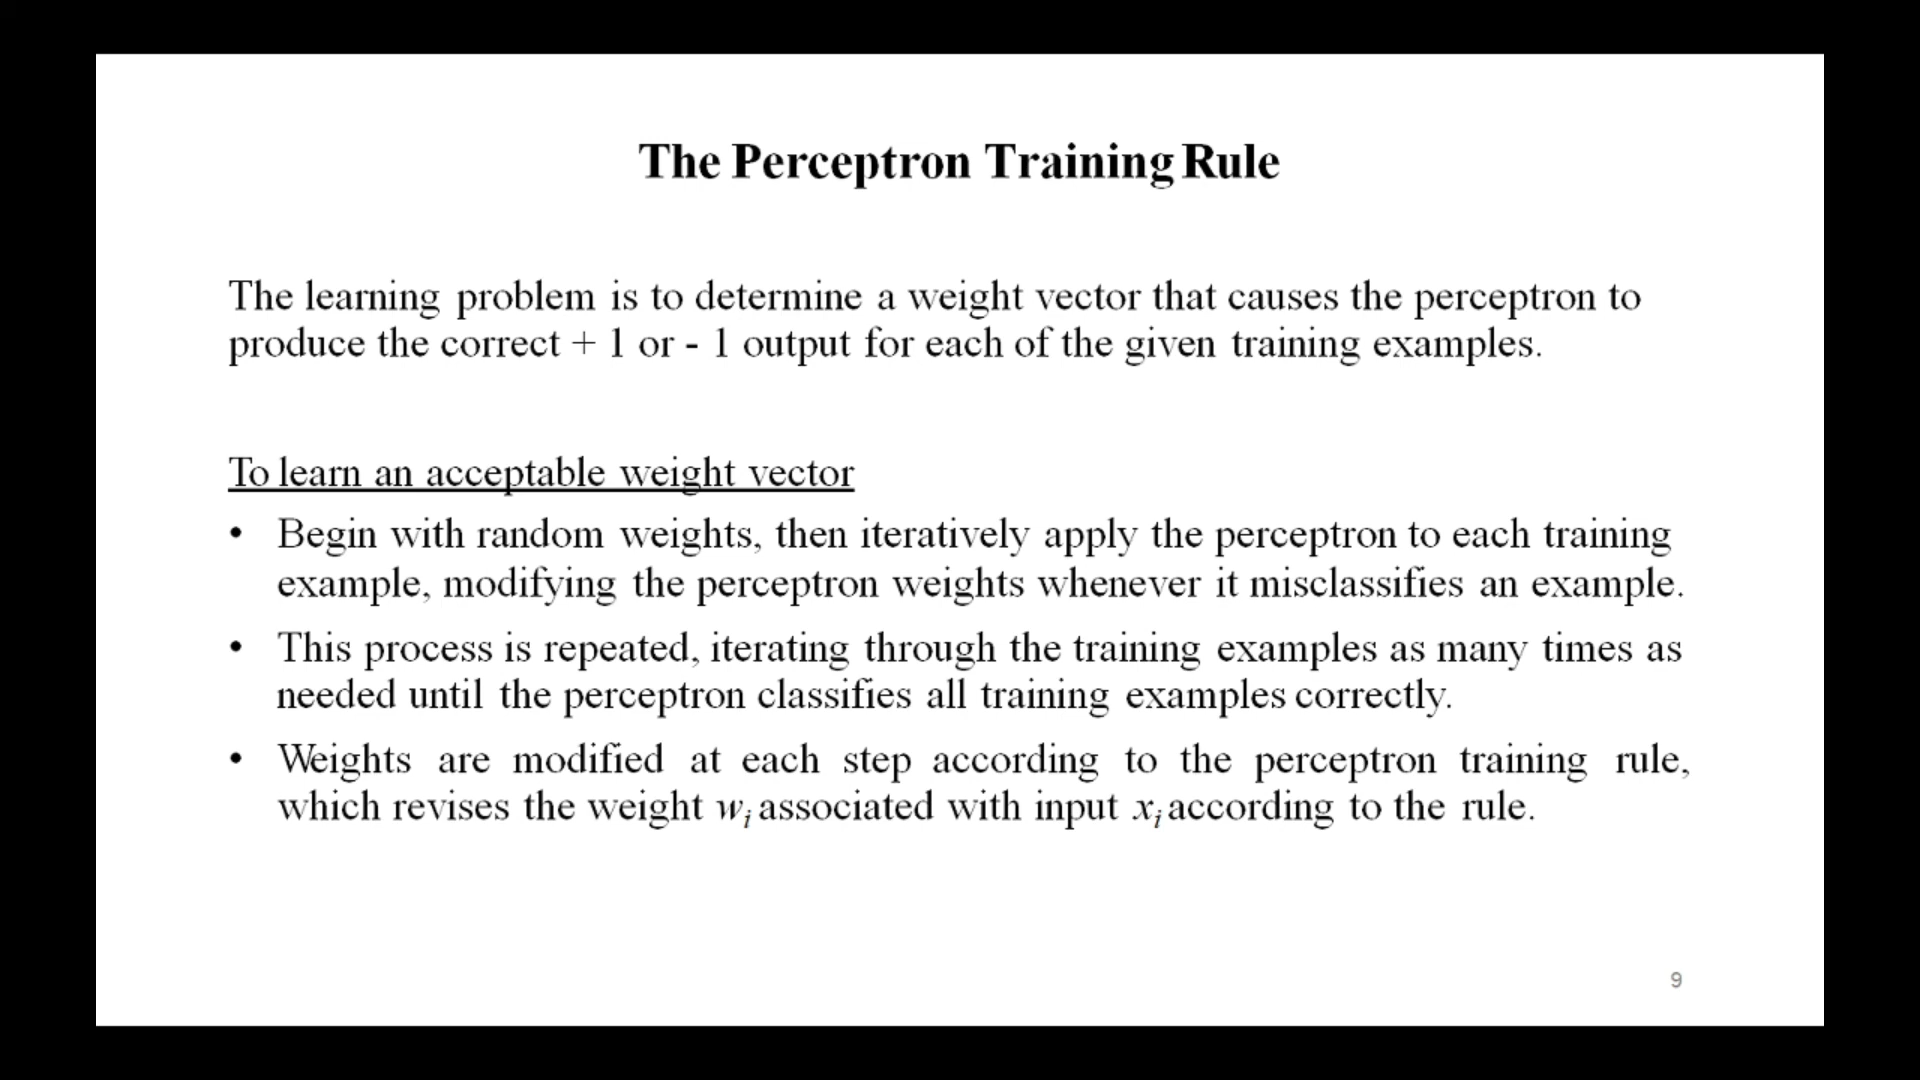 The Perceptron Training Rule
The learning problem is to determine a weight vector that causes the perceptron to
produce the correct + 1 or - 1 output for each of the given training examples.
To learn an acceptable weight vector
• Begin with random weights, then iteratively apply the perceptron to each training
example, modifying the perceptron weights whenever it misclassifies an example.
• This process is repeated, iterating through the training examples as many times as
needed until the perceptron classifies all training examples correctly.
• Weights are modified at each step according to the perceptron training rule,
which revises the weight wᵢ associated with input xᵢ according to the rule.
9